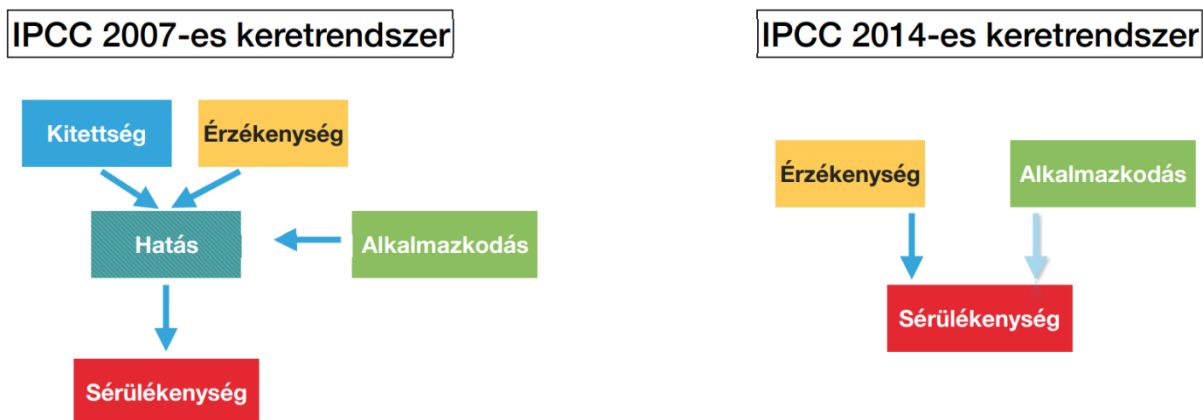 IPCC 2007-es keretrendszer
Kitettség
Érzékenység
Hatás
Alkalmazkodás
Sérülékenység
IPCC 2014-es keretrendszer
Érzékenység
Alkalmazkodás
Sérülékenység